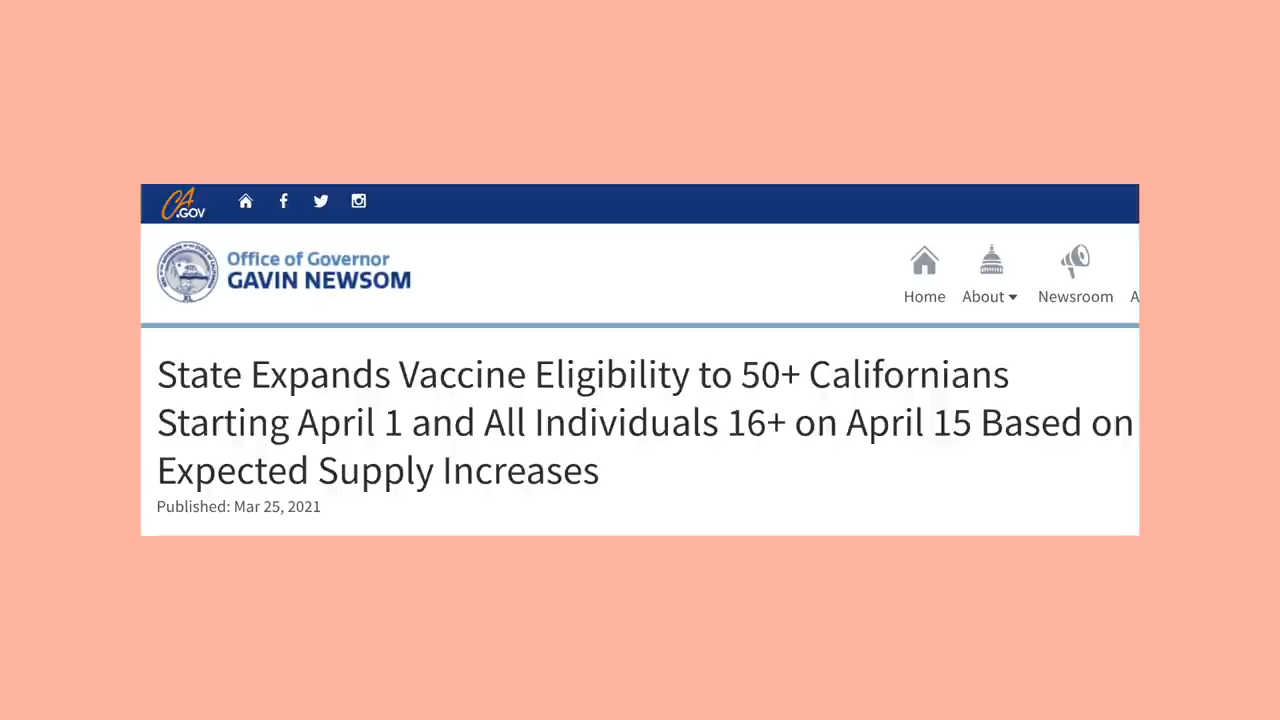 CA.GOV
Office of Governor
GAVIN NEWSOM
Home About Newsroom A
State Expands Vaccine Eligibility to 50+ Californians
Starting April 1 and All Individuals 16+ on April 15 Based on
Expected Supply Increases
Published: Mar 25, 2021